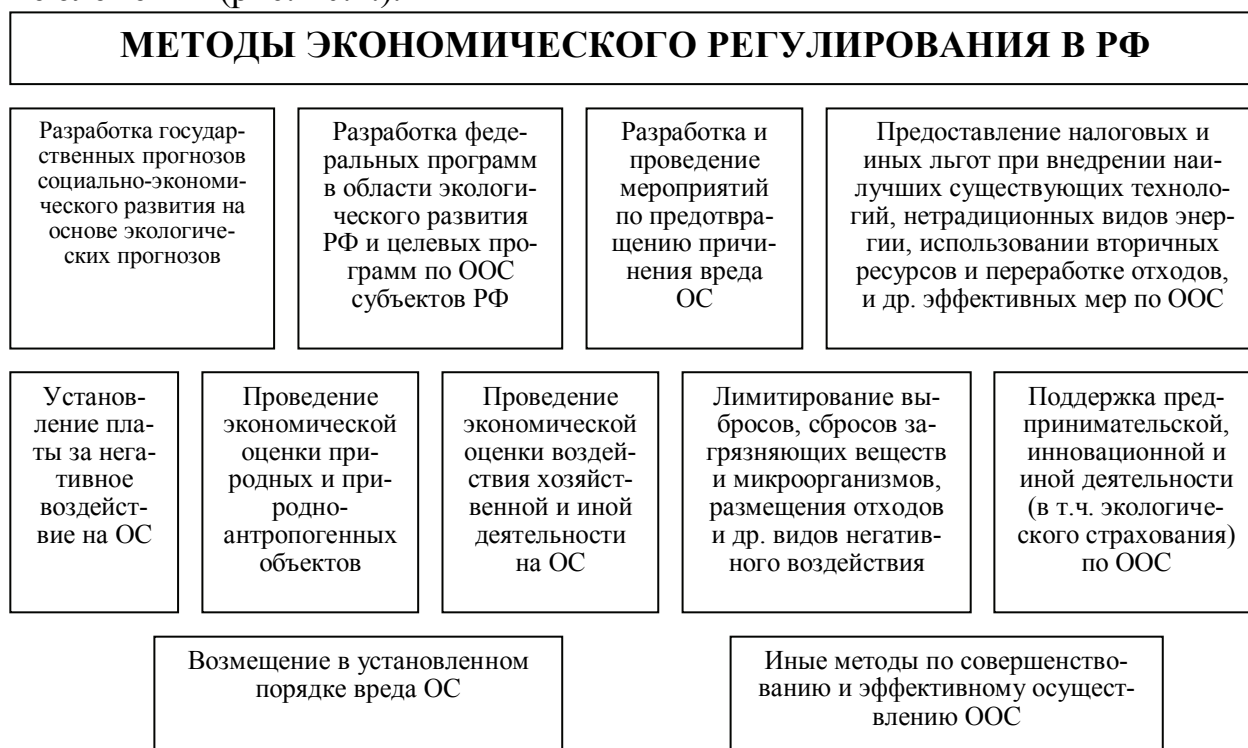 МЕТОДЫ ЭКОНОМИЧЕСКОГО РЕГУЛИРОВАНИЯ В РФ
Разработка государ-
ственных прогнозов
социально-экономи-
ческого развития на
основе экологиче-
ских прогнозов
Разработка феде-
ральных программ
в области экологи-
ческого развития
РФ и целевых про-
грамм по ООС
субъектов РФ
Разработка и
проведение
мероприятий
по предотвра-
щению причи-
нения вреда
ОС
Предоставление налоговых и
иных льгот при внедрении наи-
лучших существующих техноло-
гий, нетрадиционных видов энер-
гии, использовании вторичных
ресурсов и переработке отходов,
и др. эффективных мер по ООС
Установ-
ление пла-
ты за нега-
тивное
воздейст-
вие на ОС
Проведение
экономической
оценки при-
родных и при-
родно-
антропогенных
объектов
Проведение
экономической
оценки воздей-
ствия хозяйст-
венной и иной
деятельности
на ОС
Лимитирование вы-
бросов, сбросов за-
грязняющих веществ
и микроорганизмов,
размещения отходов
и др. видов негатив-
ного воздействия
Поддержка пред-
принимательской,
инновационной и
иной деятельности
(в т.ч. экологиче-
ского страхования)
по ООС
Возмещение в установленном
порядке вреда ОС
Иные методы по совершенство-
ванию и эффективному осущест-
влению ООС